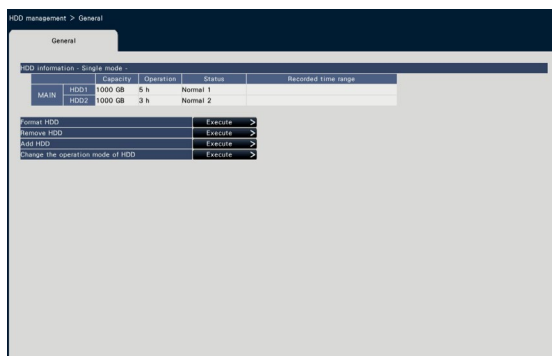 HDD management > General
General
HDD information - Single mode -
Capacity Operation Status Recorded time range
MAIN HDD1 1000 GB 5 h Normal 1
HDD2 1000 GB 3 h Normal 2
Format HDD Execute >
Remove HDD Execute >
Add HDD Execute >
Change the operation mode of HDD Execute >